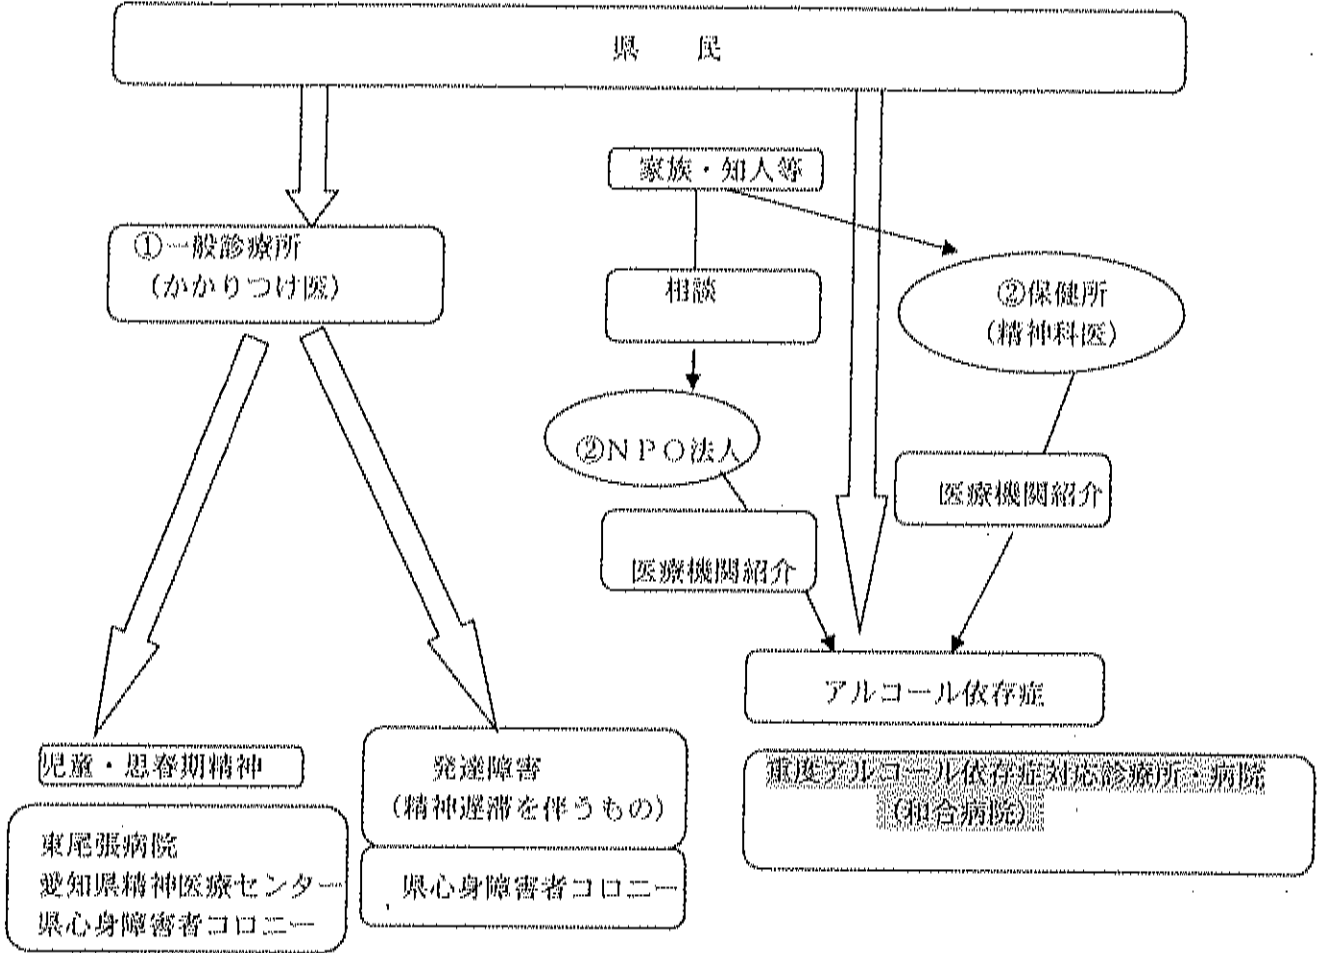 県　民
家族・知人等
①一般診療所
(かかりつけ医)
相談
②保健所
(精神科医)
②ＮＰＯ法人
医療機関紹介
医療機関紹介
アルコール依存症
児童・思春期精神
発達障害
(精神遅滞を伴うもの)
重度アルコール依存症対応診療所・病院
(和合病院)
東尾張病院
愛知県精神医療センター
県心身障害者コロニー
県心身障害者コロニー